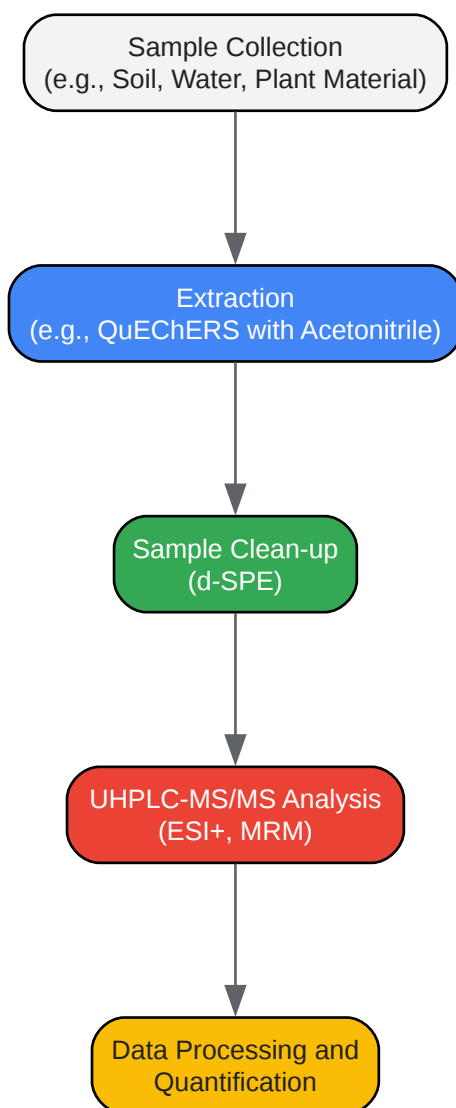 Sample Collection
(e.g., Soil, Water, Plant Material)
Extraction
(e.g., QuEChERS with Acetonitrile)
Sample Clean-up
(d-SPE)
UHPLC-MS/MS Analysis
(ESI+, MRM)
Data Processing and
Quantification